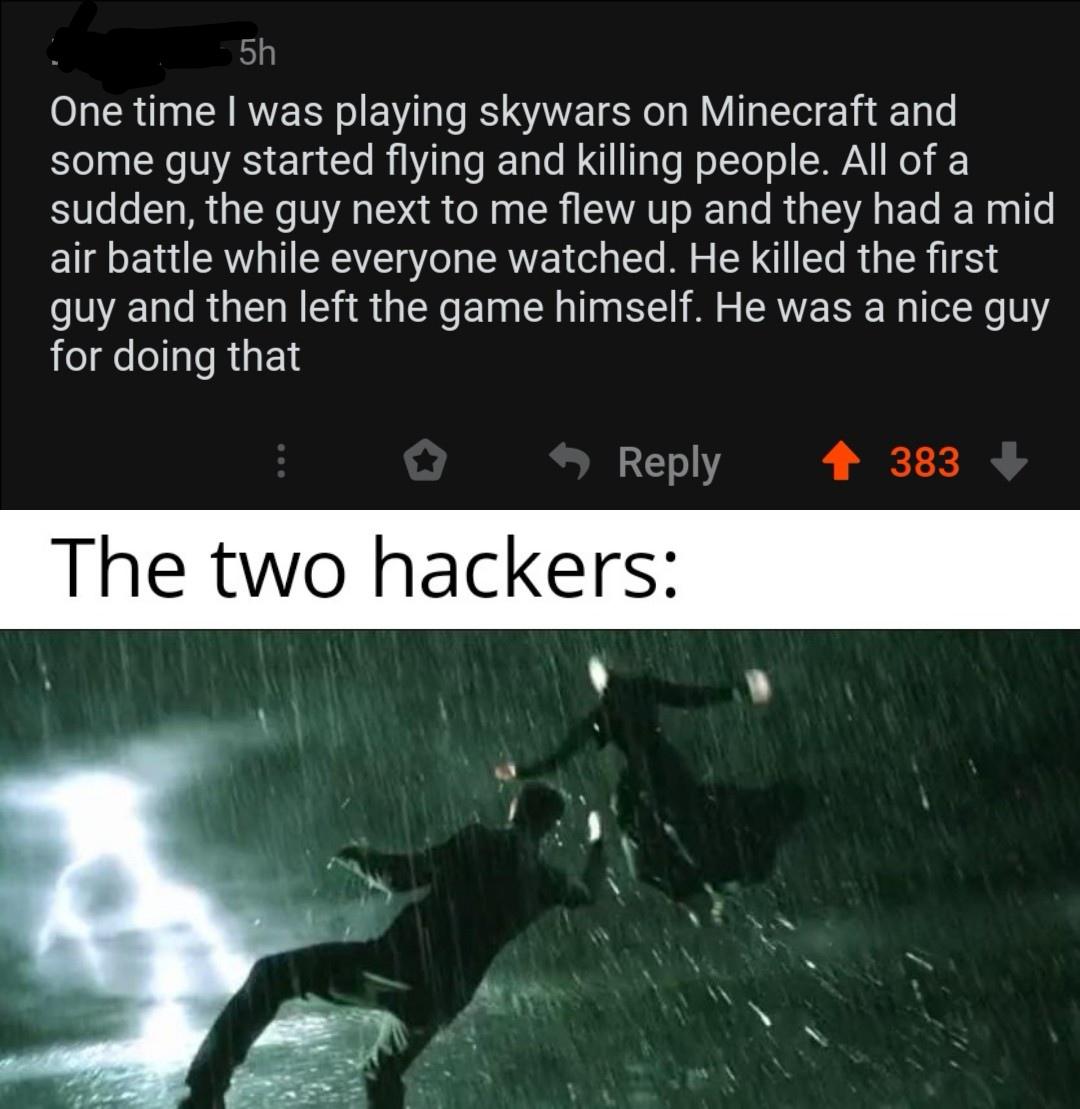 5h
One time I was playing skywars on Minecraft and
some guy started flying and killing people. All of a
sudden, the guy next to me flew up and they had a mid
air battle while everyone watched. He killed the first
guy and then left the game himself. He was a nice guy
for doing that
Reply 383
The two hackers: